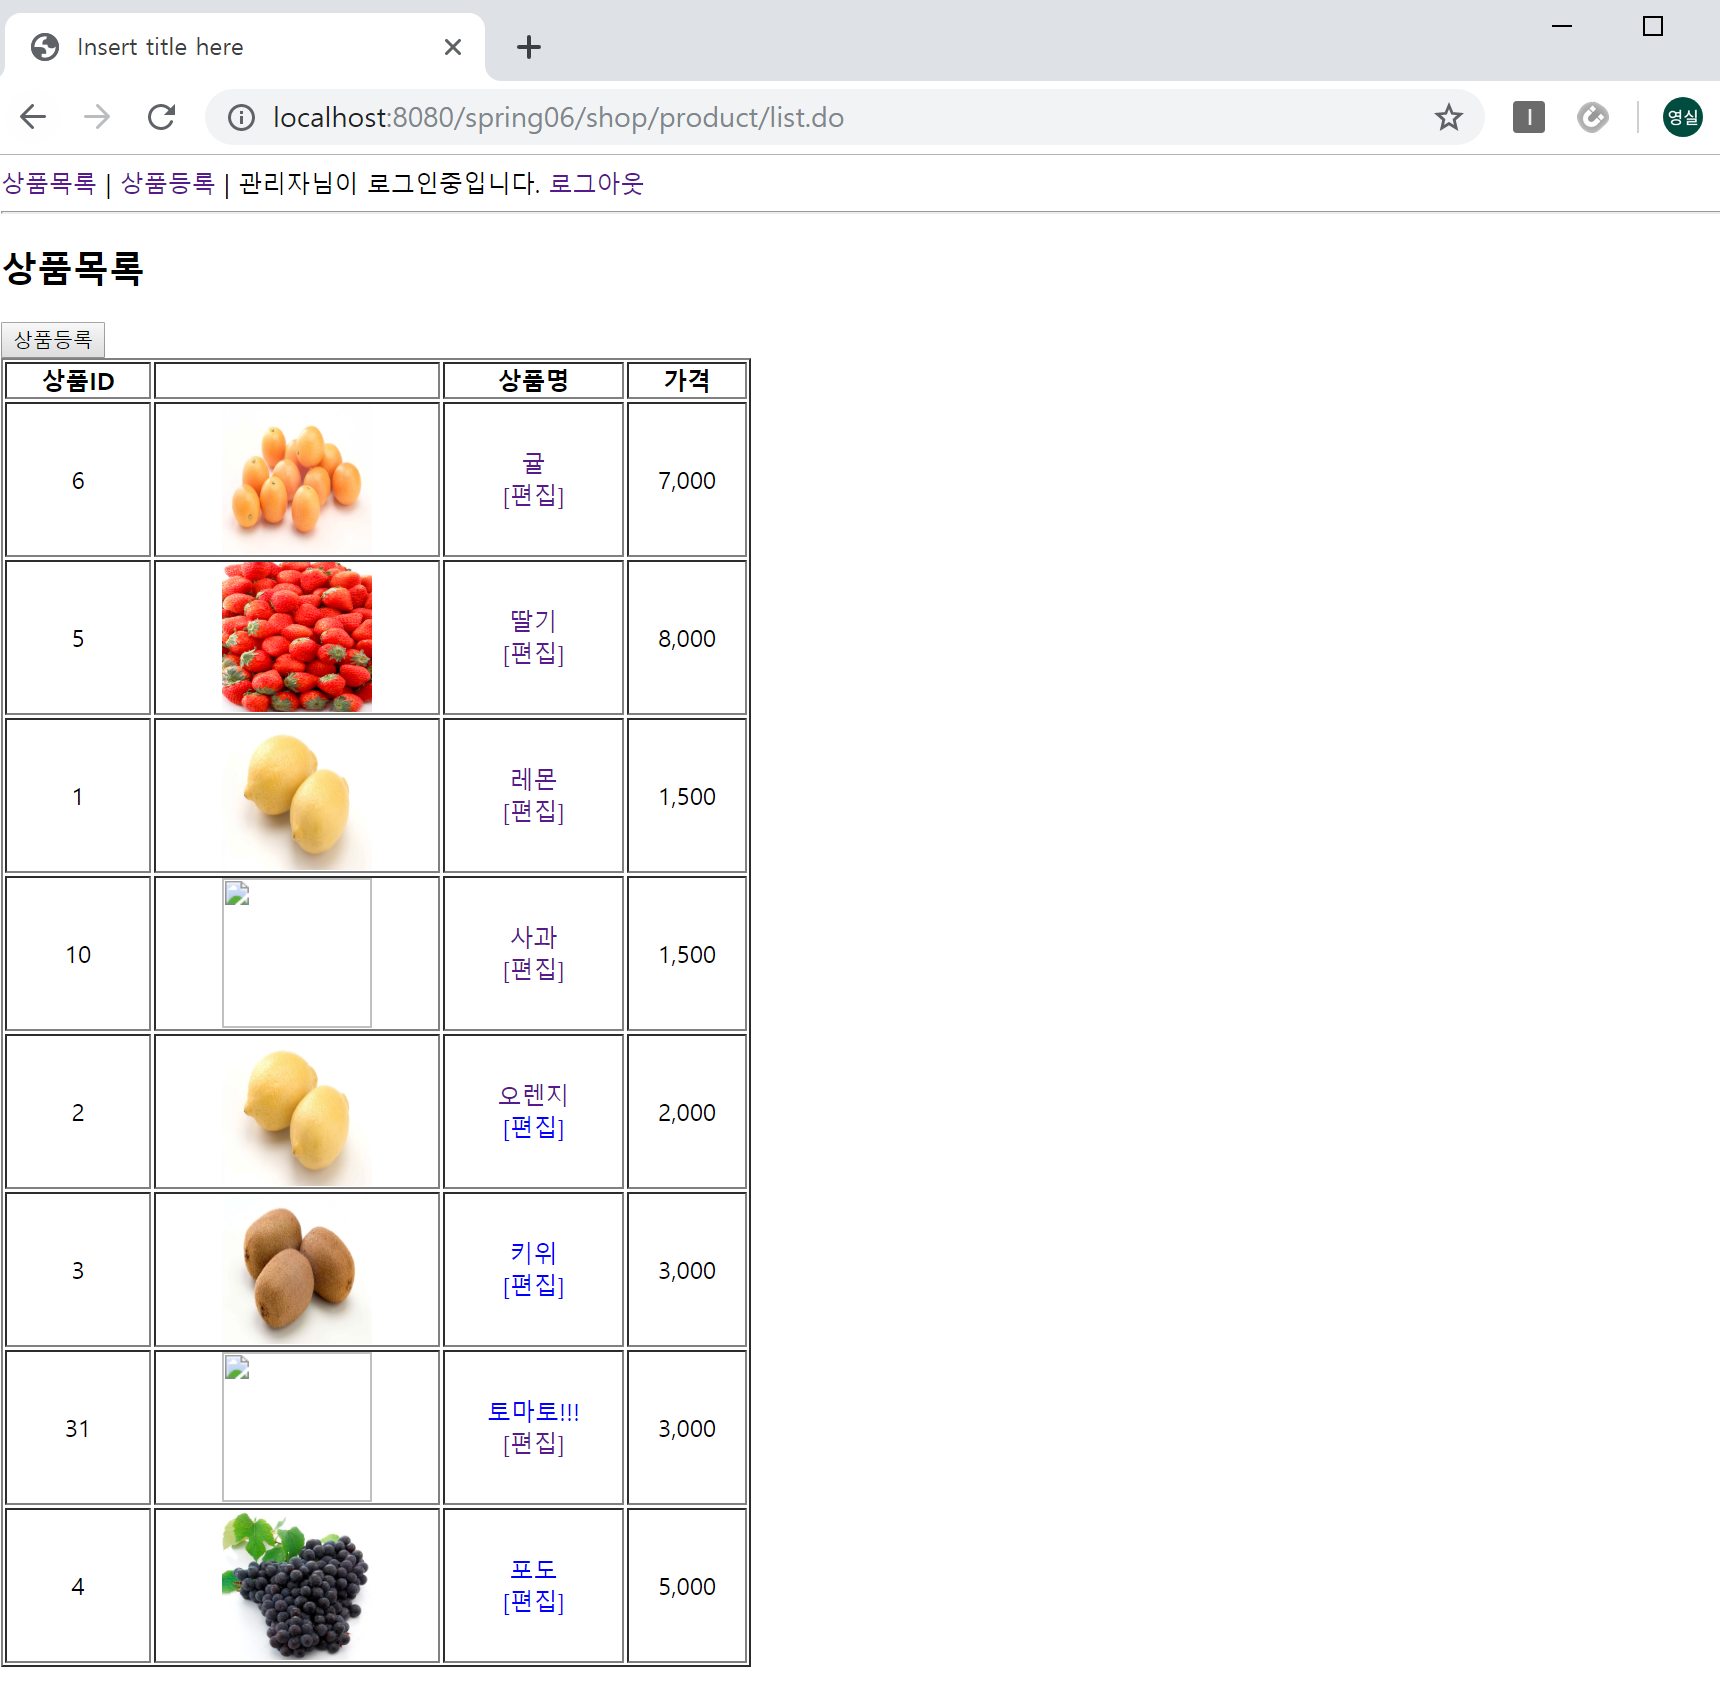 Insert title here
localhost:8080/spring06/shop/product/list.do
I
영실
상품목록 | 상품등록 | 관리자님이 로그인중입니다. 로그아웃
상품목록
상품등록
상품ID 상품명 가격
6 귤 [편집] 7,000
5 딸기 [편집] 8,000
1 레몬 [편집] 1,500
10 사과 [편집] 1,500
2 오렌지 [편집] 2,000
3 키위 [편집] 3,000
31 토마토!!! [편집] 3,000
4 포도 [편집] 5,000